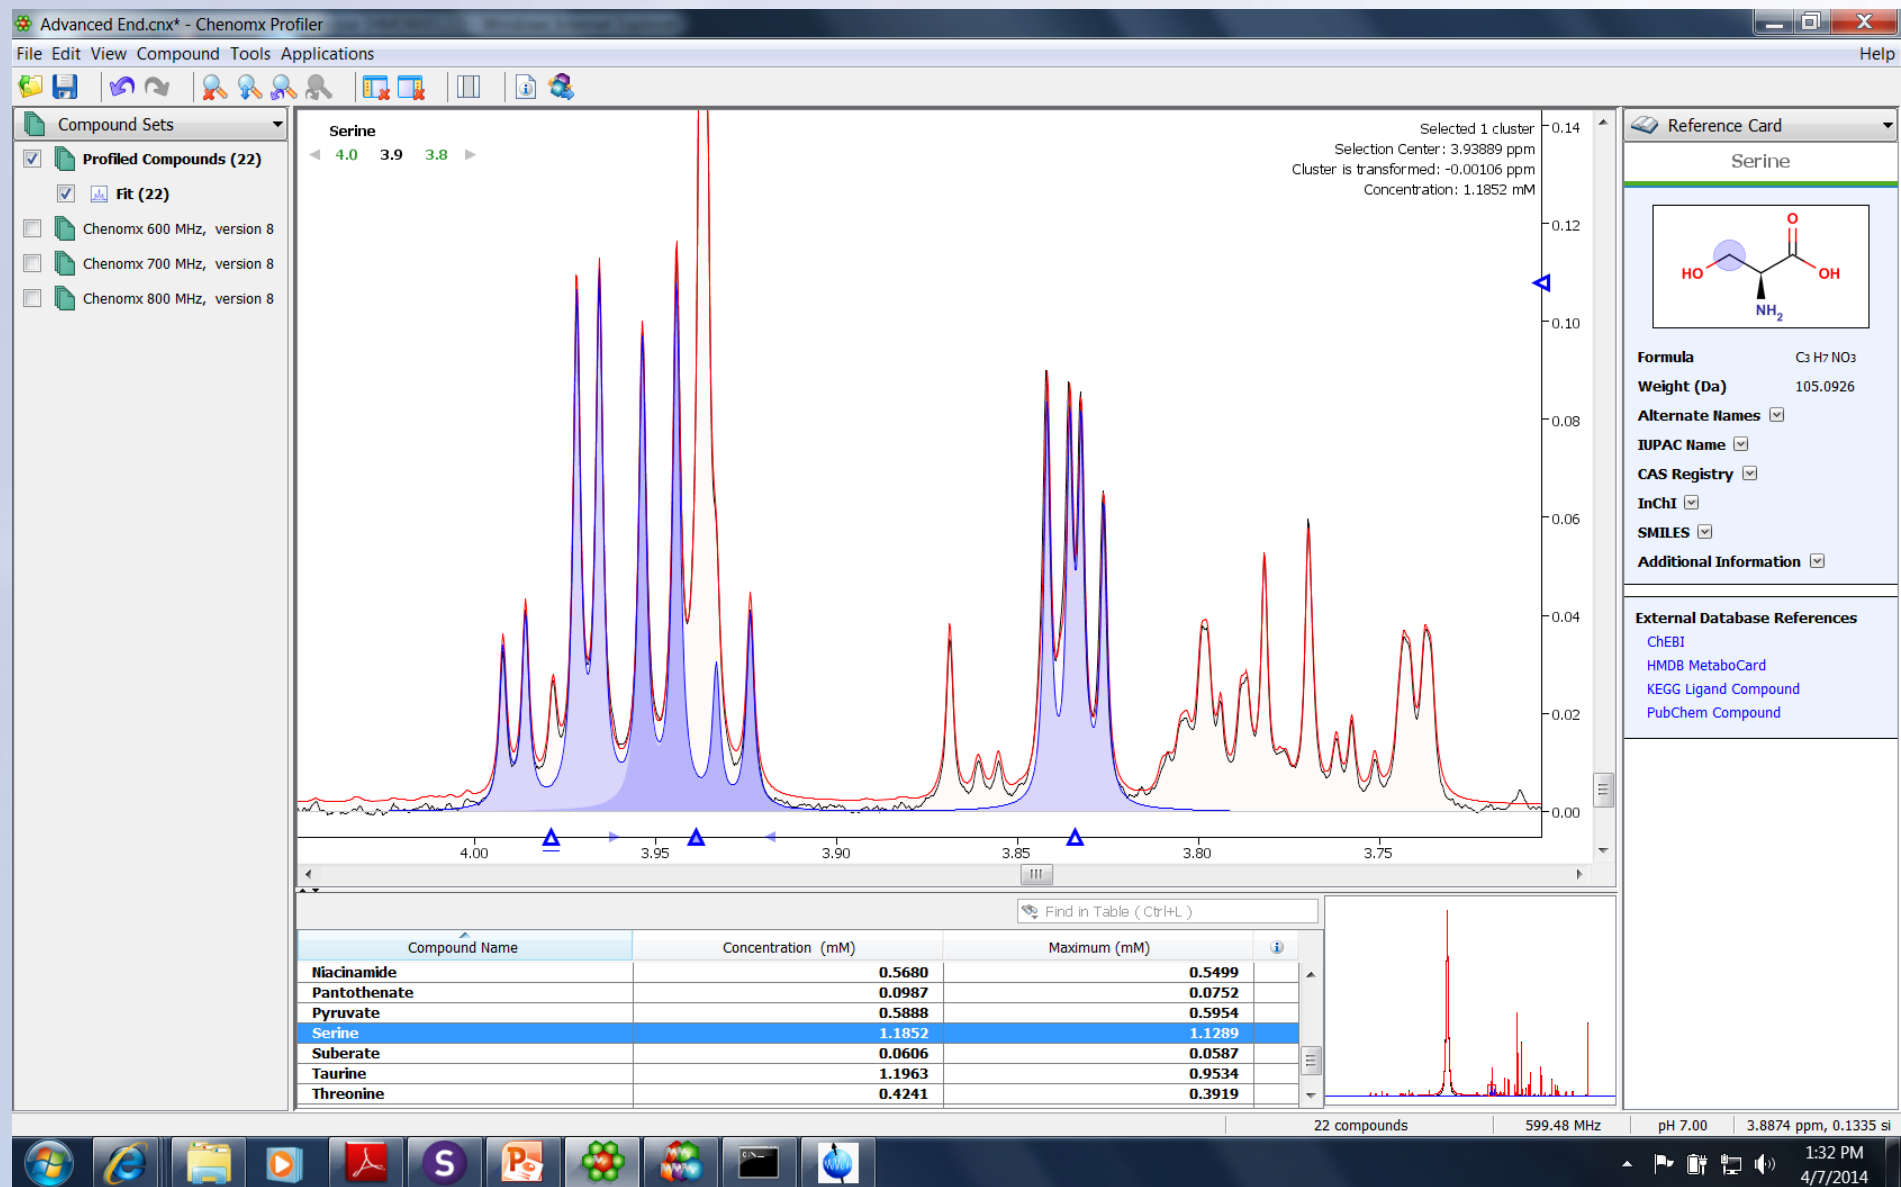 Advanced End.cnx* - Chenomx Profiler
File Edit View Compound Tools Applications Help
Compound Sets
Profiled Compounds (22)
Fit (22)
Chenomx 600 MHz, version 8
Chenomx 700 MHz, version 8
Chenomx 800 MHz, version 8
Serine
4.0 3.9 3.8
Selected 1 cluster
Selection Center: 3.93889 ppm
Cluster is transformed: -0.00106 ppm
Concentration: 1.1852 mM
0.14
0.12
0.10
0.08
0.06
0.04
0.02
0.00
4.00 3.95 3.90 3.85 3.80 3.75
Find in Table ( Ctrl+L )
Compound Name Concentration (mM) Maximum (mM)
Niacinamide 0.5680 0.5499
Pantothenate 0.0987 0.0752
Pyruvate 0.5888 0.5954
Serine 1.1852 1.1289
Suberate 0.0606 0.0587
Taurine 1.1963 0.9534
Threonine 0.4241 0.3919
Reference Card
Serine
O
HO
OH
NH2
Formula C3 H7 NO3
Weight (Da) 105.0926
Alternate Names
IUPAC Name
CAS Registry
InChI
SMILES
Additional Information
External Database References
ChEBI
HMDB MetaboCard
KEGG Ligand Compound
PubChem Compound
22 compounds 599.48 MHz pH 7.00 3.8874 ppm, 0.1335 si
1:32 PM
4/7/2014